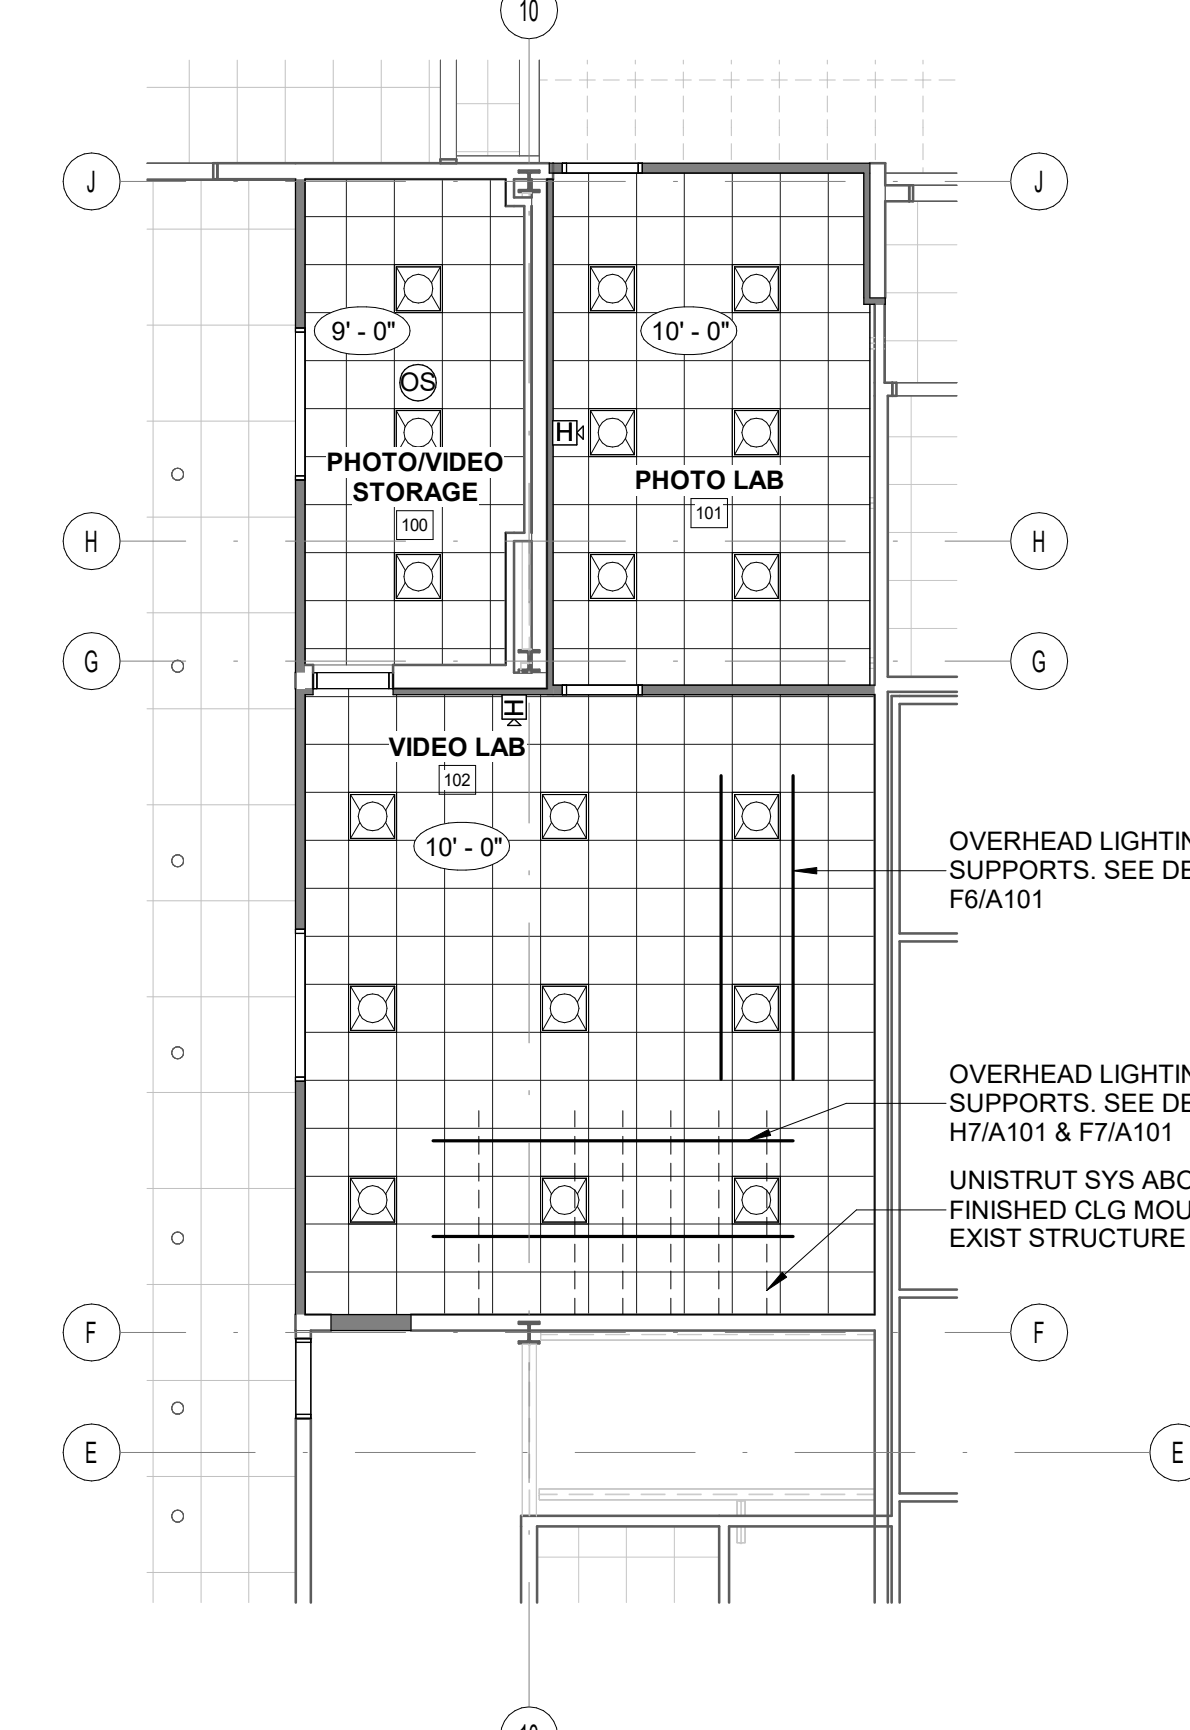 10
J
J
9' - 0"
10' - 0"
OS
H
PHOTO/VIDEO
STORAGE
100
PHOTO LAB
101
H
H
G
G
H
VIDEO LAB
102
10' - 0"
OVERHEAD LIGHTIN
SUPPORTS. SEE DE
F6/A101
OVERHEAD LIGHTIN
SUPPORTS. SEE DE
H7/A101 & F7/A101
UNISTRUT SYS ABO
FINISHED CLG MOU
EXIST STRUCTURE
F
F
E
E
10